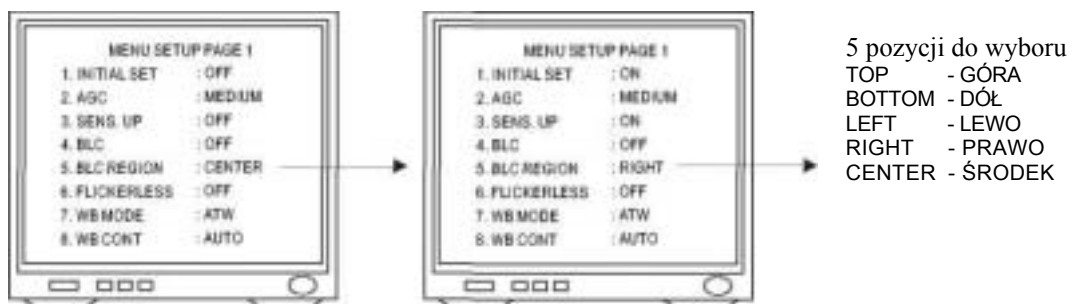 MENU SETUP PAGE 1
1. INITIAL SET : OFF
2. AGC : MEDIUM
3. SENS. UP : OFF
4. BLC : OFF
5. BLC REGION : CENTER
6. FLICKERLESS : OFF
7. WB MODE : ATW
8. WB CONT : AUTO
MENU SETUP PAGE 1
1. INITIAL SET : ON
2. AGC : MEDIUM
3. SENS. UP : ON
4. BLC : OFF
5. BLC REGION : RIGHT
6. FLICKERLESS : OFF
7. WB MODE : ATW
8. WB CONT : AUTO
5 pozycji do wyboru
TOP - GÓRA
BOTTOM - DÓŁ
LEFT - LEWO
RIGHT - PRAWO
CENTER - ŚRODEK